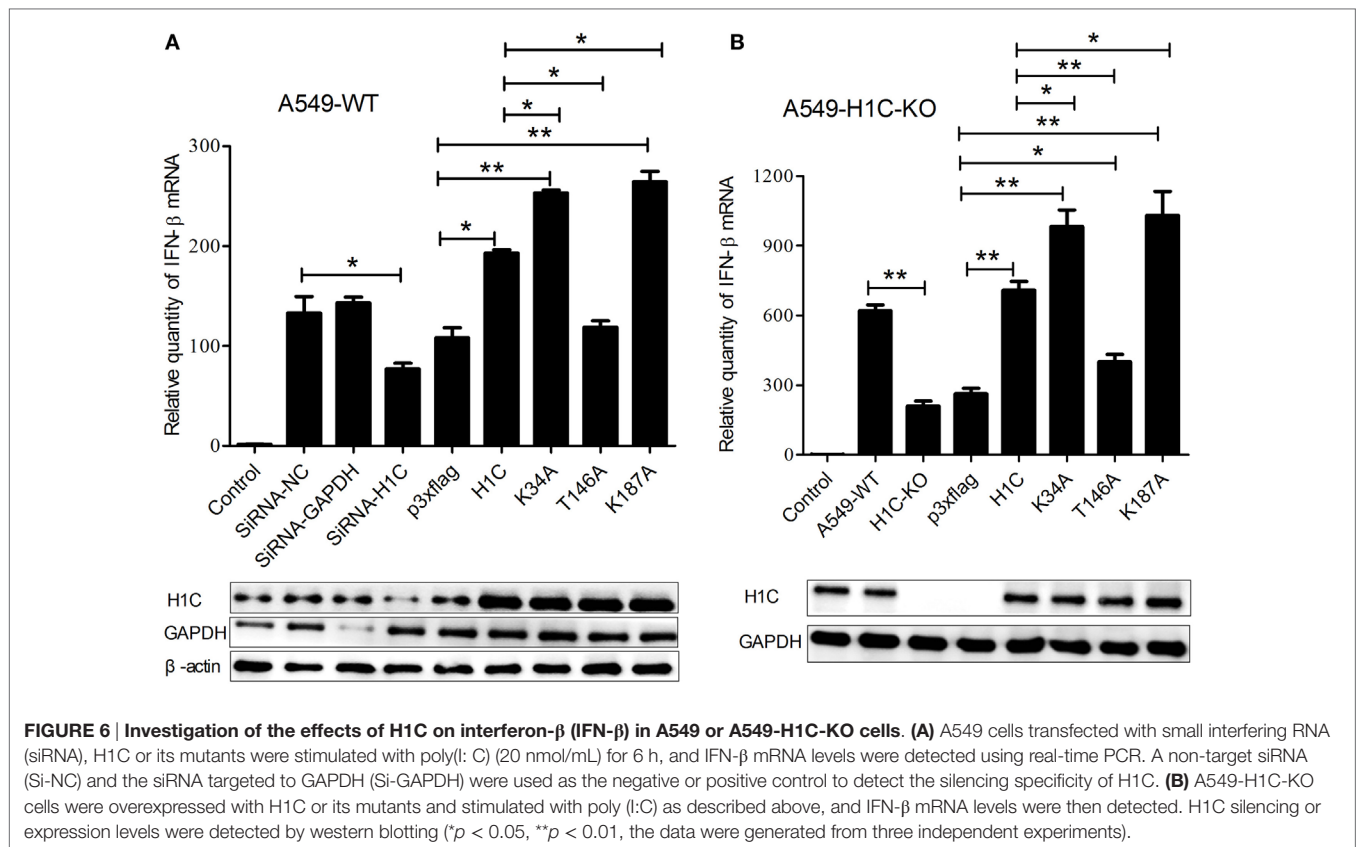 A
B
A549-WT
A549-H1C-KO
*
*
*
**
**
*
*
*
**
*
**
*
**
**
**
Relative quantity of IFN-β mRNA
300
200
100
0
Control
SiRNA-NC
SiRNA-GAPDH
SiRNA-H1C
p3xflag
H1C
K34A
T146A
K187A
Relative quantity of IFN-β mRNA
1200
900
600
300
0
Control
A549-WT
H1C-KO
p3xflag
H1C
K34A
T146A
K187A
H1C
GAPDH
β -actin
H1C
GAPDH
FIGURE 6 | Investigation of the effects of H1C on interferon-β (IFN-β) in A549 or A549-H1C-KO cells. (A) A549 cells transfected with small interfering RNA
(siRNA), H1C or its mutants were stimulated with poly(I: C) (20 nmol/mL) for 6 h, and IFN-β mRNA levels were detected using real-time PCR. A non-target siRNA
(Si-NC) and the siRNA targeted to GAPDH (Si-GAPDH) were used as the negative or positive control to detect the silencing specificity of H1C. (B) A549-H1C-KO
cells were overexpressed with H1C or its mutants and stimulated with poly (I:C) as described above, and IFN-β mRNA levels were then detected. H1C silencing or
expression levels were detected by western blotting (*p < 0.05, **p < 0.01, the data were generated from three independent experiments).